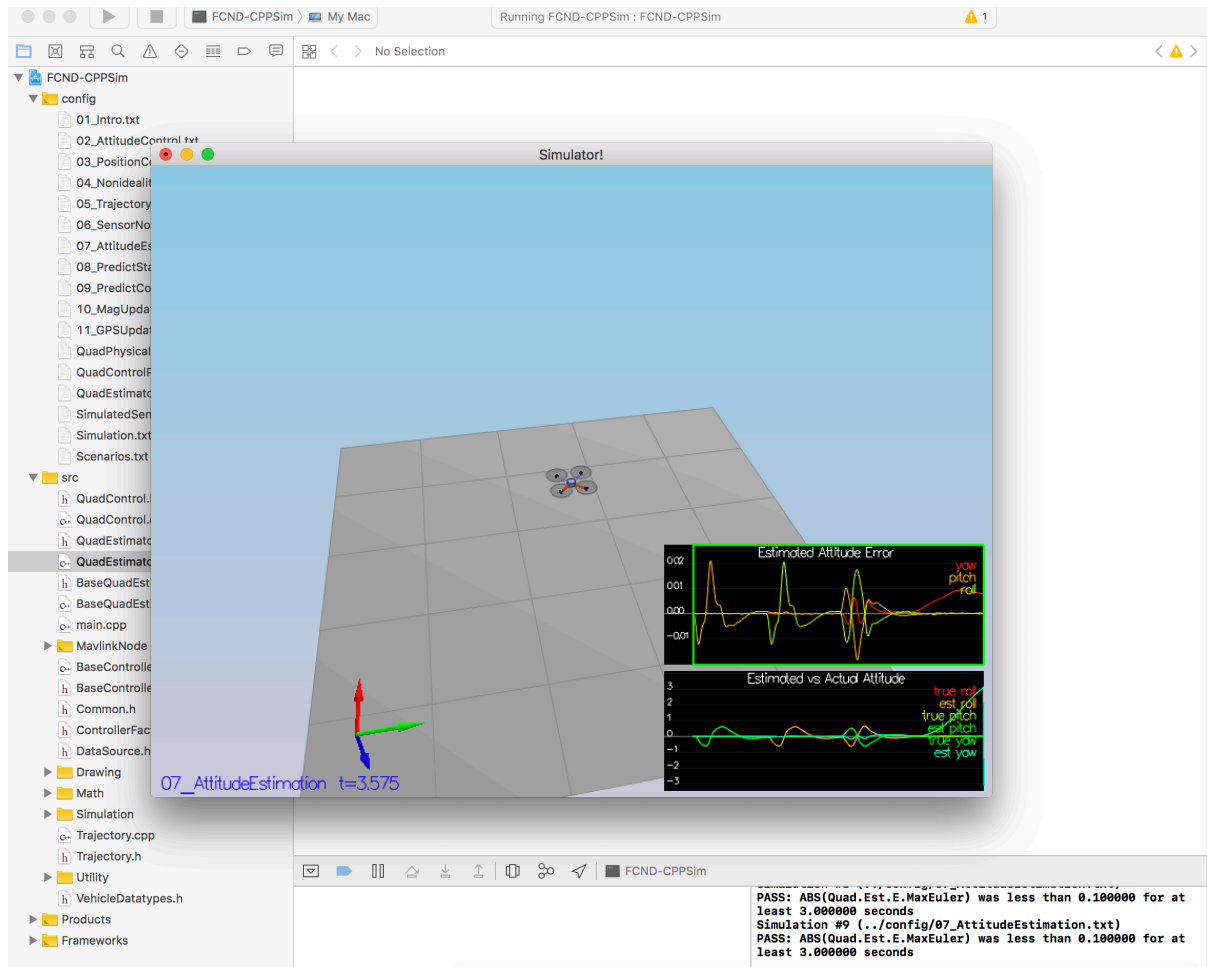 FCND-CPPSim
My Mac
Running FCND-CPPSim : FCND-CPPSim
1
No Selection
FCND-CPPSim
config
01_Intro.txt
02_AttitudeControl.txt
03_PositionCo
04_Nonidealit
05_Trajectory
06_SensorNo
07_AttitudeEs
08_PredictSta
09_PredictCo
10_MagUpdat
11_GPSUpdat
QuadPhysical
QuadControlP
QuadEstimato
SimulatedSen
Simulation.txt
Scenarios.txt
src
h QuadControl.
c+ QuadControl.
h QuadEstimato
c+ QuadEstimato
h BaseQuadEst
c+ BaseQuadEst
c+ main.cpp
MavlinkNode
c+ BaseControlle
h BaseControlle
h Common.h
h ControllerFac
h DataSource.h
Drawing
Math
Simulation
c+ Trajectory.cpp
h Trajectory.h
Utility
h VehicleDatatypes.h
Products
Frameworks
Simulator!
Estimated Attitude Error
0.02
0.01
0.00
-0.01
yaw
pitch
roll
Estimated vs Actual Attitude
3
2
1
0
-1
-2
-3
true roll
est roll
true pitch
est pitch
true yaw
est yaw
07_AttitudeEstimation t=3.575
FCND-CPPSim
PASS: ABS(Quad.Est.E.MaxEuler) was less than 0.100000 for at
least 3.000000 seconds
Simulation #9 (../config/07_AttitudeEstimation.txt)
PASS: ABS(Quad.Est.E.MaxEuler) was less than 0.100000 for at
least 3.000000 seconds